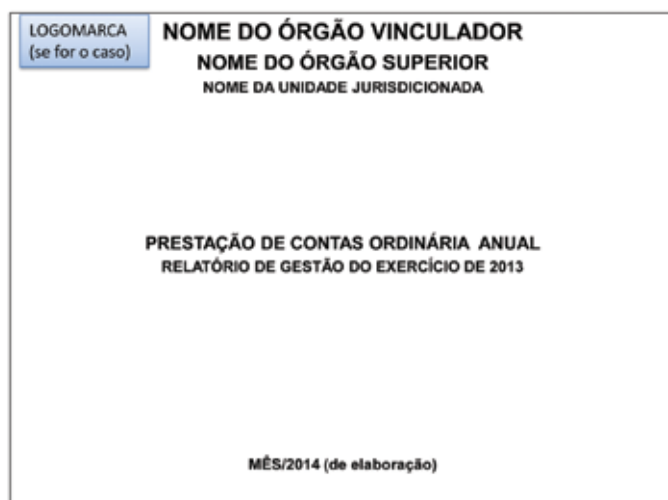 LOGOMARCA
(se for o caso)
NOME DO ÓRGÃO VINCULADOR
NOME DO ÓRGÃO SUPERIOR
NOME DA UNIDADE JURISDICIONADA
PRESTAÇÃO DE CONTAS ORDINÁRIA ANUAL
RELATÓRIO DE GESTÃO DO EXERCÍCIO DE 2013
MÊS/2014 (de elaboração)